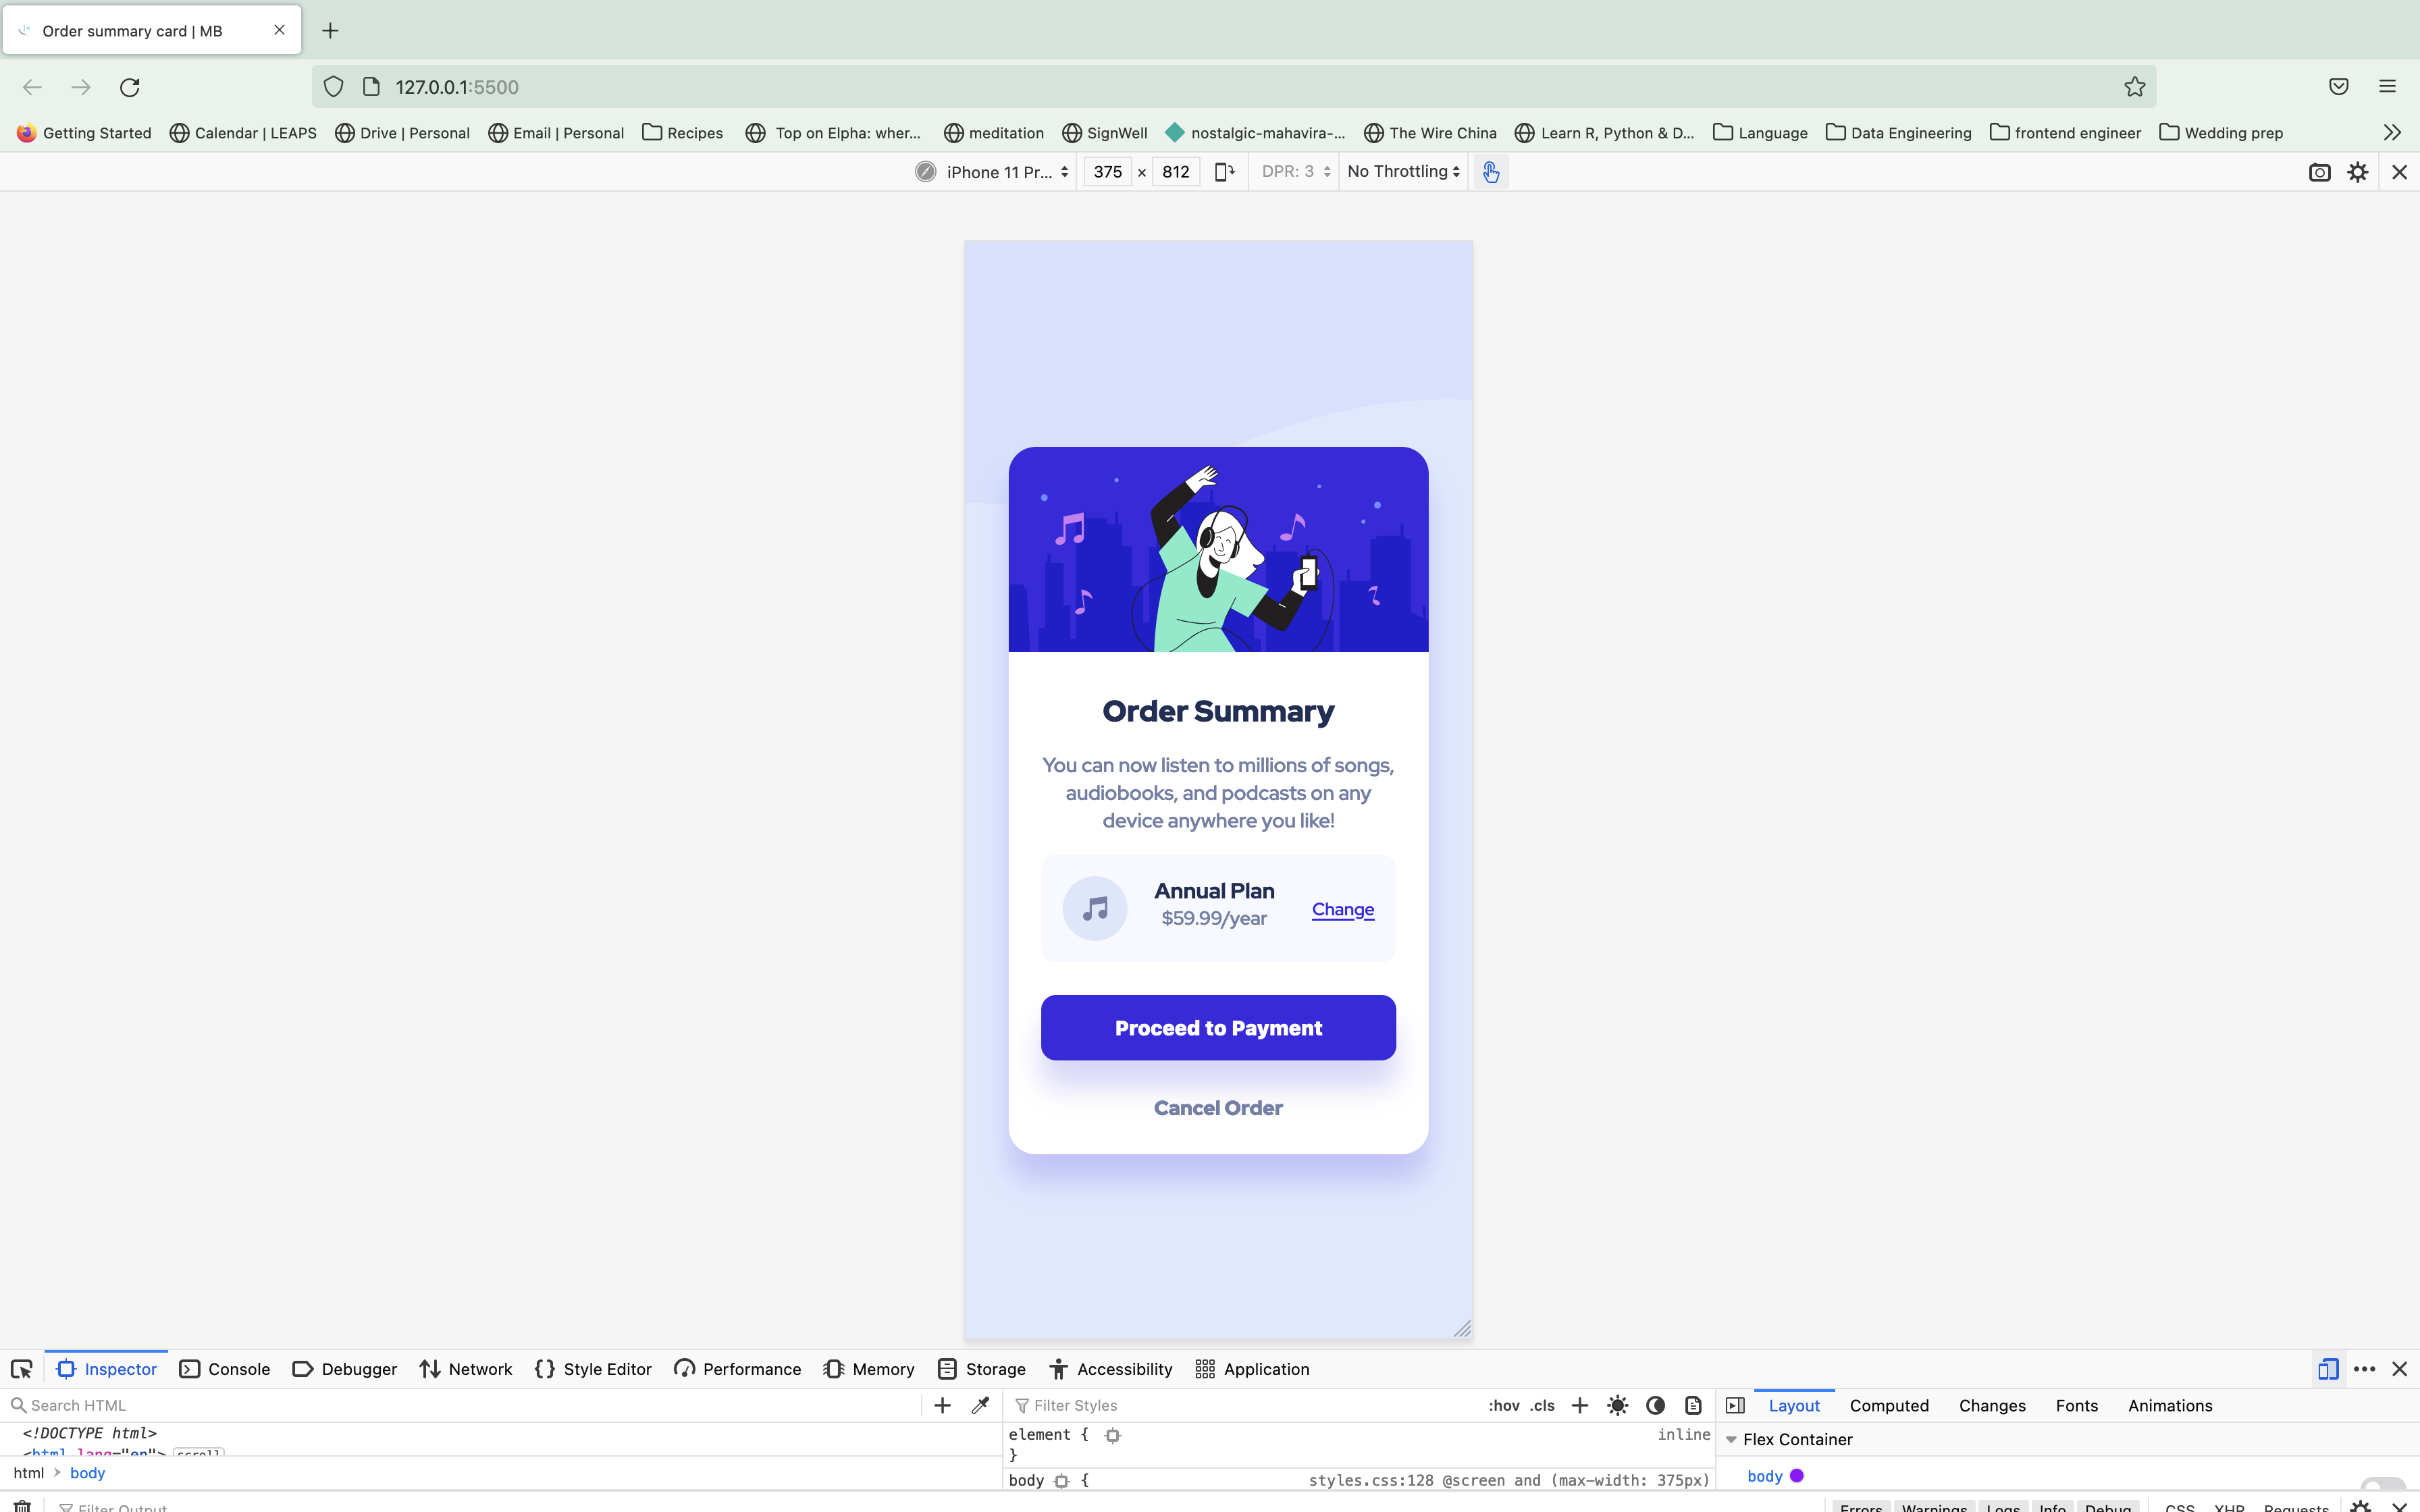 Order summary card | MB
127.0.0.1:5500
Getting Started Calendar | LEAPS Drive | Personal Email | Personal Recipes Top on Elpha: wher... meditation SignWell nostalgic-mahavira-... The Wire China Learn R, Python & D... Language Data Engineering frontend engineer Wedding prep
iPhone 11 Pr... 375 × 812 DPR: 3 No Throttling
Order Summary
You can now listen to millions of songs,
audiobooks, and podcasts on any
device anywhere you like!
Annual Plan
$59.99/year
Change
Proceed to Payment
Cancel Order
Inspector Console Debugger Network Style Editor Performance Memory Storage Accessibility Application
Search HTML Filter Styles :hov .cls Layout Computed Changes Fonts Animations
<!DOCTYPE html>
<html lang="en"> scroll
html > body
element { inline
}
body { styles.css:128 @screen and (max-width: 375px)
Flex Container
body
Filter Output Errors Warnings Logs Info Debug CSS XHR Requests